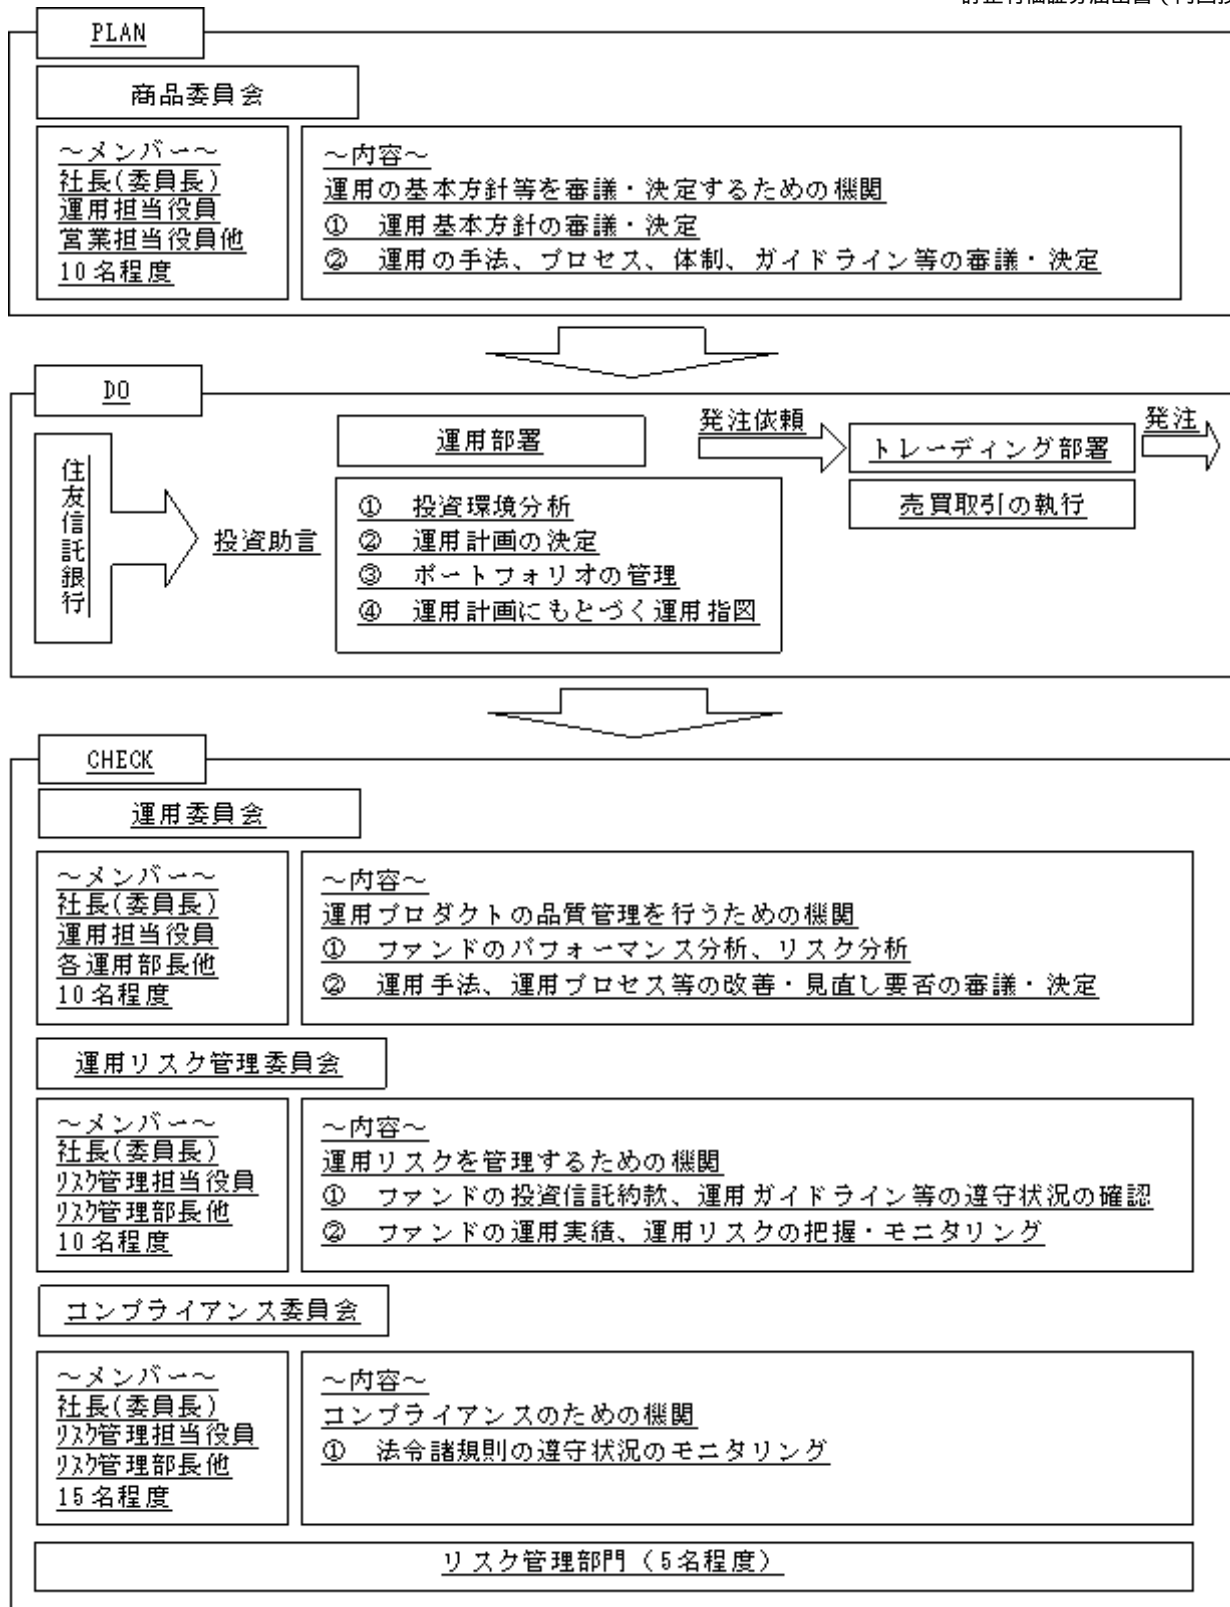 PLAN
商品委員会
～メンバー～
社長(委員長)
運用担当役員
営業担当役員他
10名程度
～内容～
運用の基本方針等を審議・決定するための機関
①　運用基本方針の審議・決定
②　運用の手法、プロセス、体制、ガイドライン等の審議・決定
DO
住友信託銀行
投資助言
運用部署
①　投資環境分析
②　運用計画の決定
③　ポートフォリオの管理
④　運用計画にもとづく運用指図
発注依頼
トレーディング部署
売買取引の執行
発注
CHECK
運用委員会
～メンバー～
社長(委員長)
運用担当役員
各運用部長他
10名程度
～内容～
運用プロダクトの品質管理を行うための機関
①　ファンドのパフォーマンス分析、リスク分析
②　運用手法、運用プロセス等の改善・見直し要否の審議・決定
運用リスク管理委員会
～メンバー～
社長(委員長)
ﾘｽｸ管理担当役員
ﾘｽｸ管理部長他
10名程度
～内容～
運用リスクを管理するための機関
①　ファンドの投資信託約款、運用ガイドライン等の遵守状況の確認
②　ファンドの運用実績、運用リスクの把握・モニタリング
コンプライアンス委員会
～メンバー～
社長(委員長)
ﾘｽｸ管理担当役員
ﾘｽｸ管理部長他
15名程度
～内容～
コンプライアンスのための機関
①　法令諸規則の遵守状況のモニタリング
リスク管理部門（5名程度）